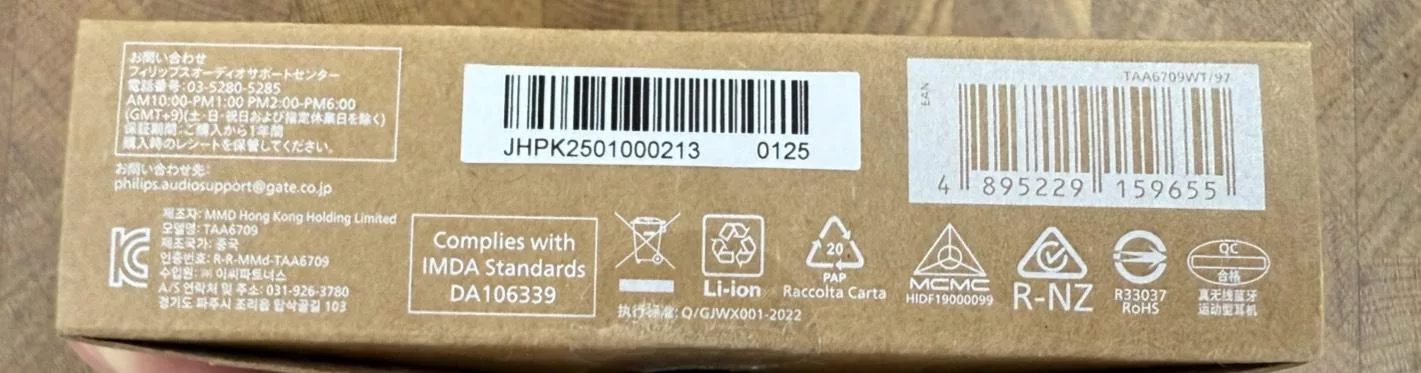 お問い合わせ
フィリップスオーディオサポートセンター
電話番号:03-5280-5285
AM10:00-PM1:00 PM2:00-PM6:00
(GMT+9)(土・日・祝日および指定休業日を除く)
保証期間:ご購入から1年間
購入時のレシートを保管してください。
お問い合わせ先:
philips.audiosupport@gate.co.jp
제조자: MMD Hong Kong Holding Limited
모델명: TAA6709
제조국가: 중국
인증번호: R-R-MMd-TAA6709
수입원: ㈜ 이씨파트너스
A/S 연락처 및 주소: 031-926-3780
경기도 파주시 조리읍 탑삭골길 103
JHPK2501000213 0125
Complies with
IMDA Standards
DA106339
Li-ion
20
PAP
Raccolta Carta
执行标准: Q/GJWX001-2022
EAN
TAA6709WT/97
4 895229 159655
MCMC
HIDF19000099
R-NZ
R33037
RoHS
QC
合格
真无线蓝牙
运动型耳机